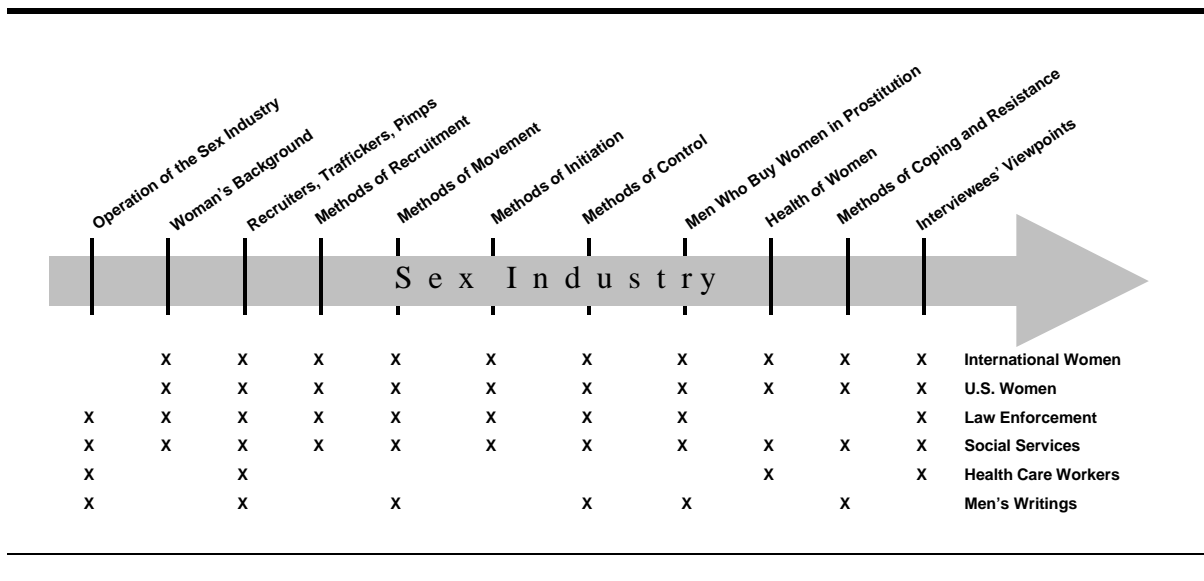 Operation of the Sex Industry
Woman's Background
Recruiters, Traffickers, Pimps
Methods of Recruitment
Methods of Movement
Methods of Initiation
Methods of Control
Men Who Buy Women in Prostitution
Health of Women
Methods of Coping and Resistance
Interviewees' Viewpoints
Sex Industry
X X X X X X X X X X International Women
X X X X X X X X X X U.S. Women
X X X X X X X X X Law Enforcement
X X X X X X X X X X X Social Services
X X X X Health Care Workers
X X X X X X Men's Writings